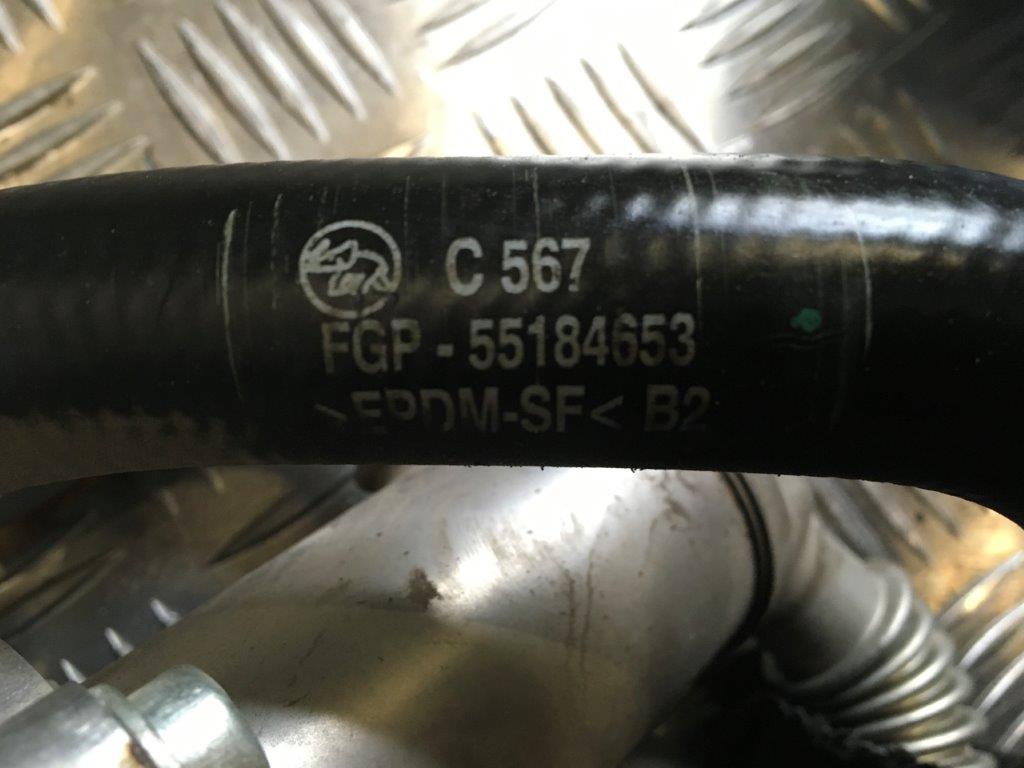 C 567
FGP - 55184653
>EPDM-SF< B2